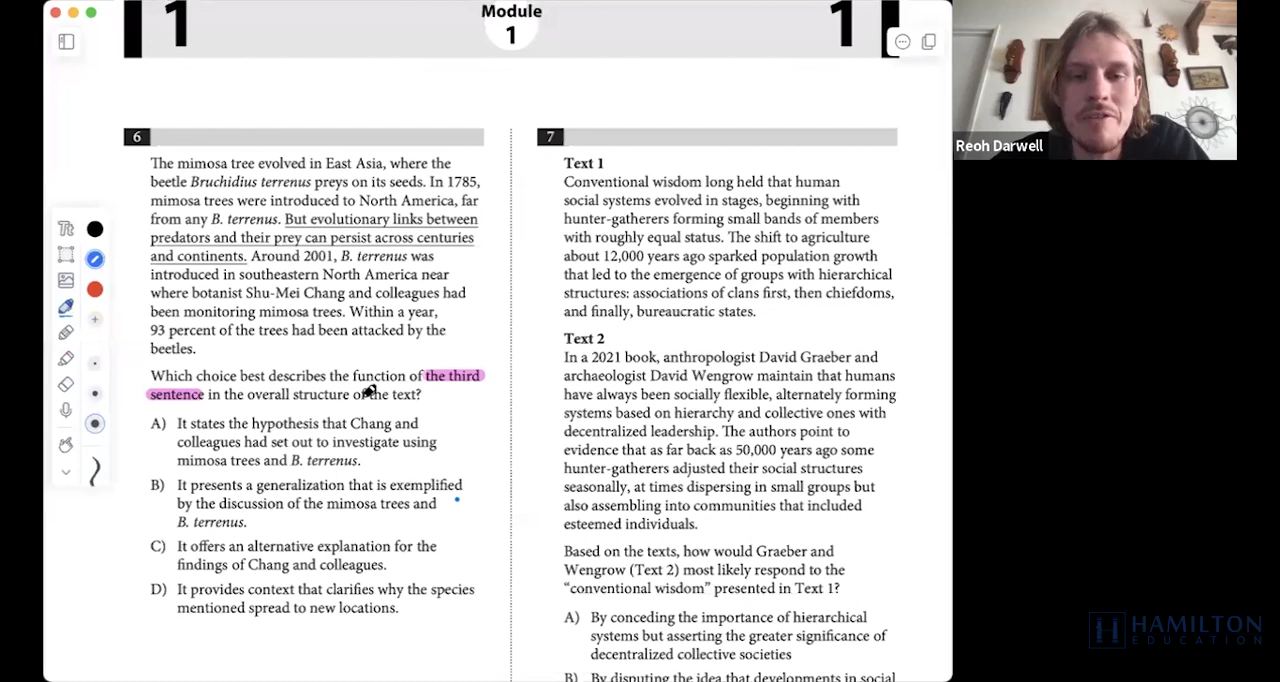 1
Module
1
1
6
The mimosa tree evolved in East Asia, where the
beetle Bruchidius terrenus preys on its seeds. In 1785,
mimosa trees were introduced to North America, far
from any B. terrenus. But evolutionary links between
predators and their prey can persist across centuries
and continents. Around 2001, B. terrenus was
introduced in southeastern North America near
where botanist Shu-Mei Chang and colleagues had
been monitoring mimosa trees. Within a year,
93 percent of the trees had been attacked by the
beetles.
Which choice best describes the function of the third
sentence in the overall structure of the text?
A) It states the hypothesis that Chang and
colleagues had set out to investigate using
mimosa trees and B. terrenus.
B) It presents a generalization that is exemplified
by the discussion of the mimosa trees and
B. terrenus.
C) It offers an alternative explanation for the
findings of Chang and colleagues.
D) It provides context that clarifies why the species
mentioned spread to new locations.
7
Text 1
Conventional wisdom long held that human
social systems evolved in stages, beginning with
hunter-gatherers forming small bands of members
with roughly equal status. The shift to agriculture
about 12,000 years ago sparked population growth
that led to the emergence of groups with hierarchical
structures: associations of clans first, then chiefdoms,
and finally, bureaucratic states.
Text 2
In a 2021 book, anthropologist David Graeber and
archaeologist David Wengrow maintain that humans
have always been socially flexible, alternately forming
systems based on hierarchy and collective ones with
decentralized leadership. The authors point to
evidence that as far back as 50,000 years ago some
hunter-gatherers adjusted their social structures
seasonally, at times dispersing in small groups but
also assembling into communities that included
esteemed individuals.
Based on the texts, how would Graeber and
Wengrow (Text 2) most likely respond to the
“conventional wisdom” presented in Text 1?
A) By conceding the importance of hierarchical
systems but asserting the greater significance of
decentralized collective societies
B) By disputing the idea that developments in social
Reoh Darwell
HAMILTON
EDUCATION
Tt